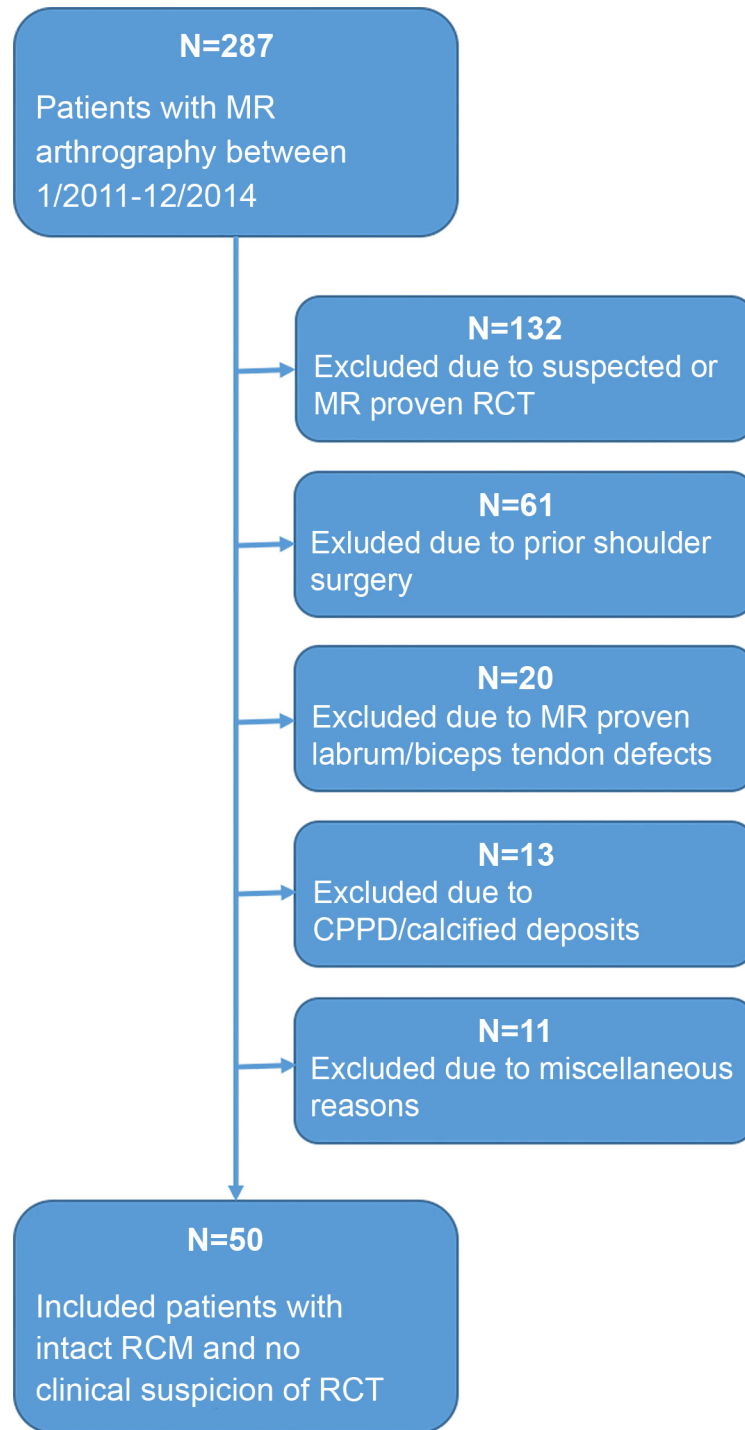 N=287
Patients with MR
arthrography between
1/2011-12/2014
N=132
Excluded due to suspected or
MR proven RCT
N=61
Exluded due to prior shoulder
surgery
N=20
Excluded due to MR proven
labrum/biceps tendon defects
N=13
Excluded due to
CPPD/calcified deposits
N=11
Excluded due to miscellaneous
reasons
N=50
Included patients with
intact RCM and no
clinical suspicion of RCT